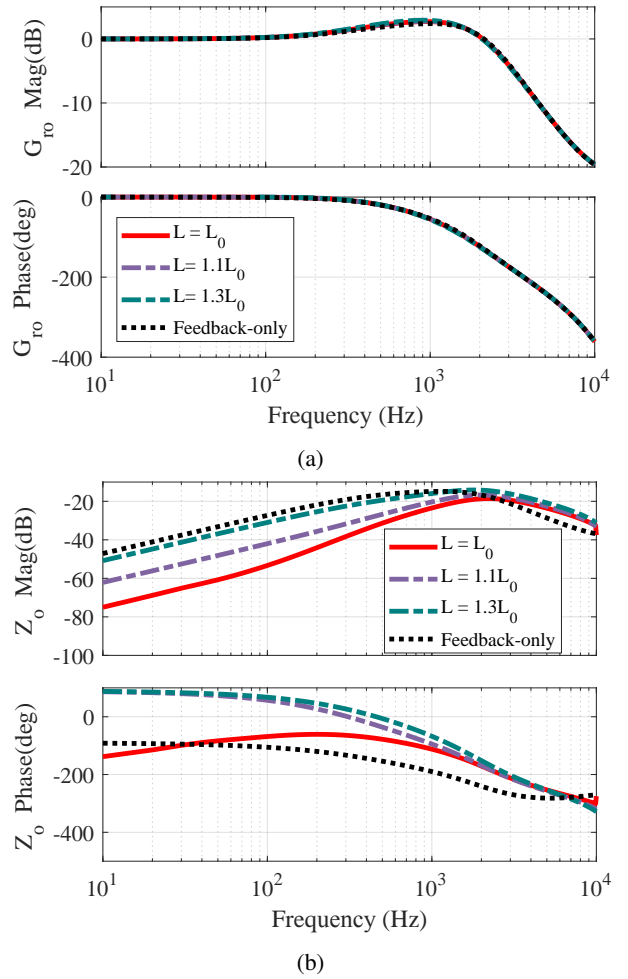 0
-10
-20
G_ro Mag(dB)
0
-200
-400
G_ro Phase(deg)
L = L_0
L= 1.1L_0
L= 1.3L_0
Feedback-only
10^1
10^2
10^3
10^4
Frequency (Hz)
(a)
-20
-40
-60
-80
-100
Z_o Mag(dB)
L = L_0
L = 1.1L_0
L = 1.3L_0
Feedback-only
0
-200
-400
Z_o Phase(deg)
10^1
10^2
10^3
10^4
Frequency (Hz)
(b)